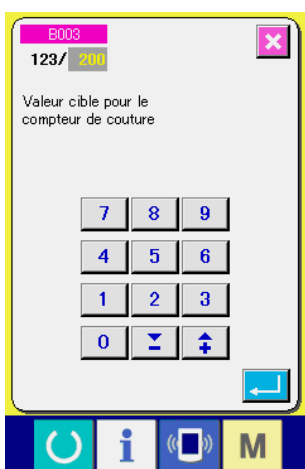 B003
123/ 200
Valeur cible pour le
compteur de couture
7 8 9
4 5 6
1 2 3
0
i M